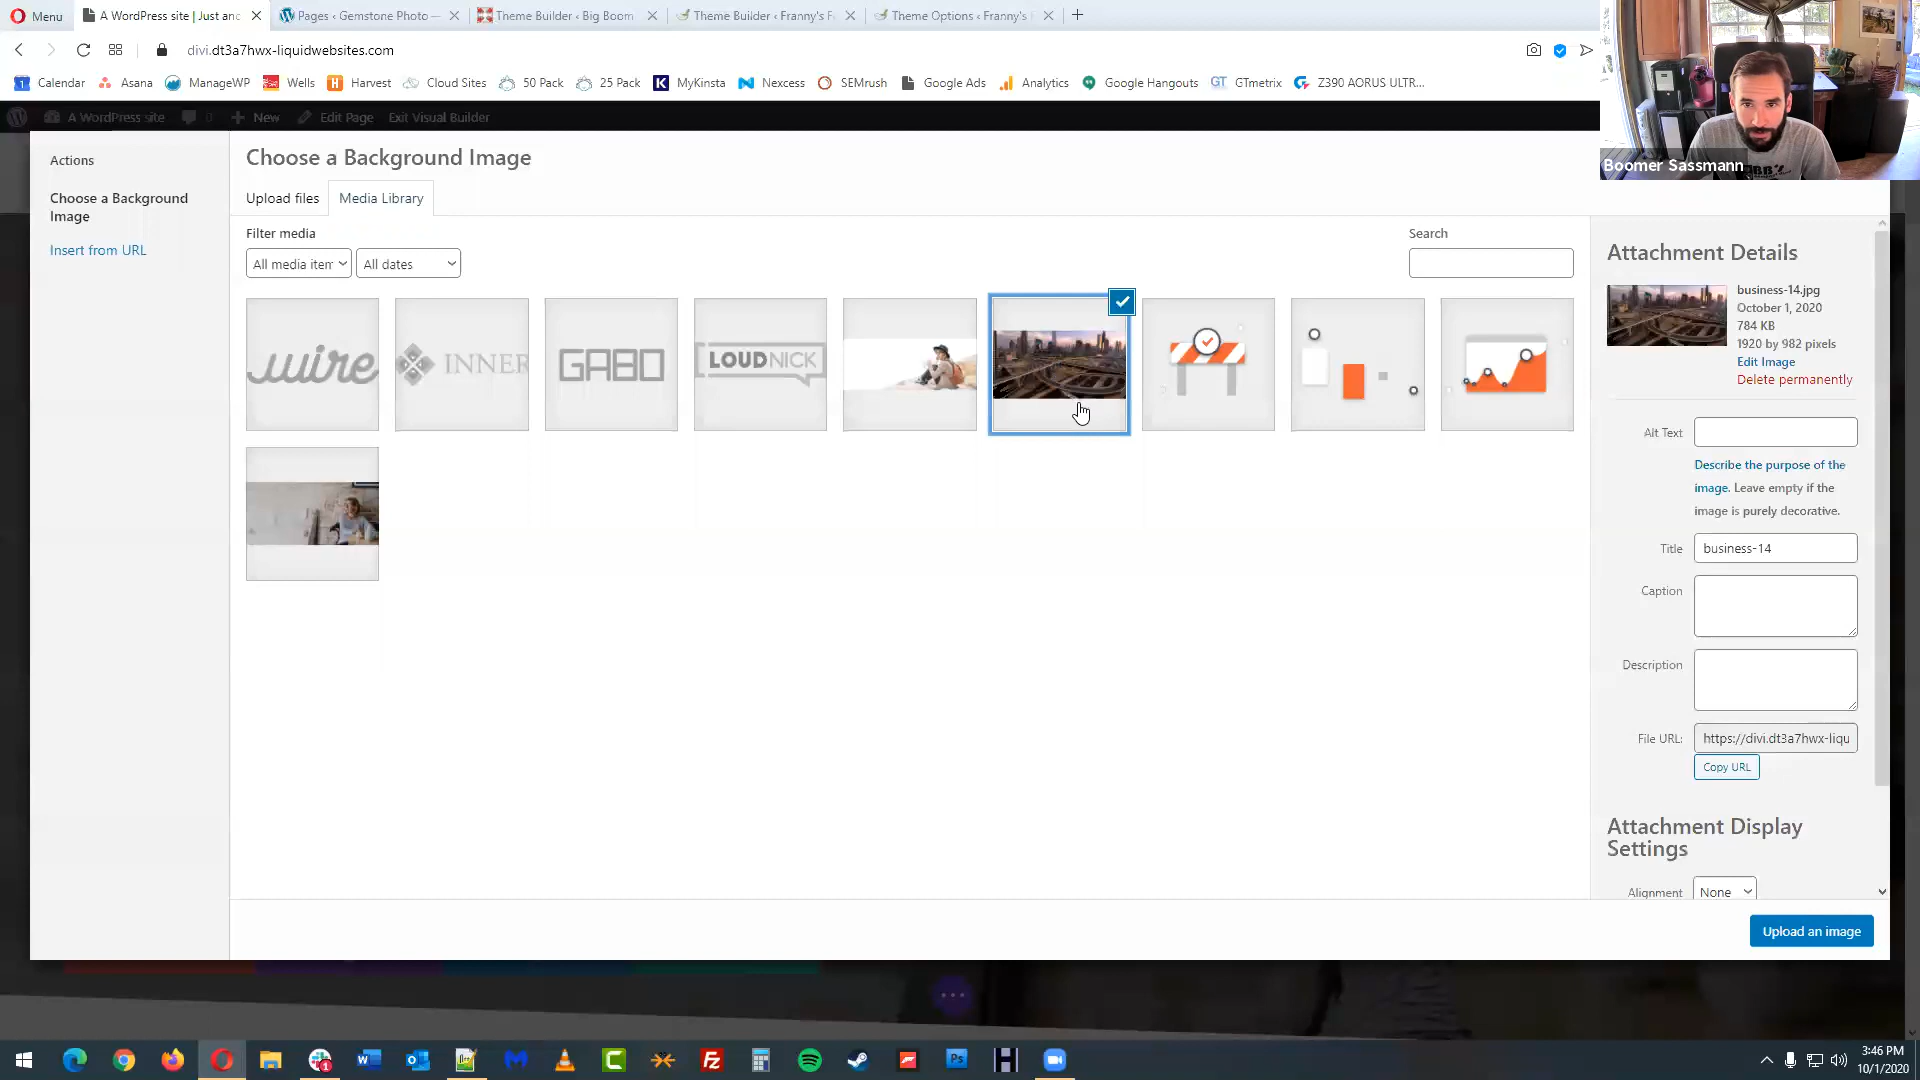 Menu
A WordPress site | Just anc
Pages ‹ Gemstone Photo —
Theme Builder ‹ Big Boom
Theme Builder ‹ Franny's F
Theme Options ‹ Franny's
divi.dt3a7hwx-liquidwebsites.com
Calendar
Asana
ManageWP
Wells
Harvest
Cloud Sites
50 Pack
25 Pack
MyKinsta
Nexcess
SEMrush
Google Ads
Analytics
Google Hangouts
GTmetrix
Z390 AORUS ULTR...
A WordPress site
0
New
Edit Page
Exit Visual Builder
Boomer Sassmann
Actions
Choose a Background
Image
Insert from URL
Choose a Background Image
Upload files
Media Library
Filter media
All media iten
All dates
Search
wire
INNER
GABO
LOUDNICK
Attachment Details
business-14.jpg
October 1, 2020
784 KB
1920 by 982 pixels
Edit Image
Delete permanently
Alt Text
Describe the purpose of the
image. Leave empty if the
image is purely decorative.
Title
business-14
Caption
Description
File URL:
https://divi.dt3a7hwx-liqu
Copy URL
Attachment Display
Settings
Alignment
None
Upload an image
3:46 PM
10/1/2020